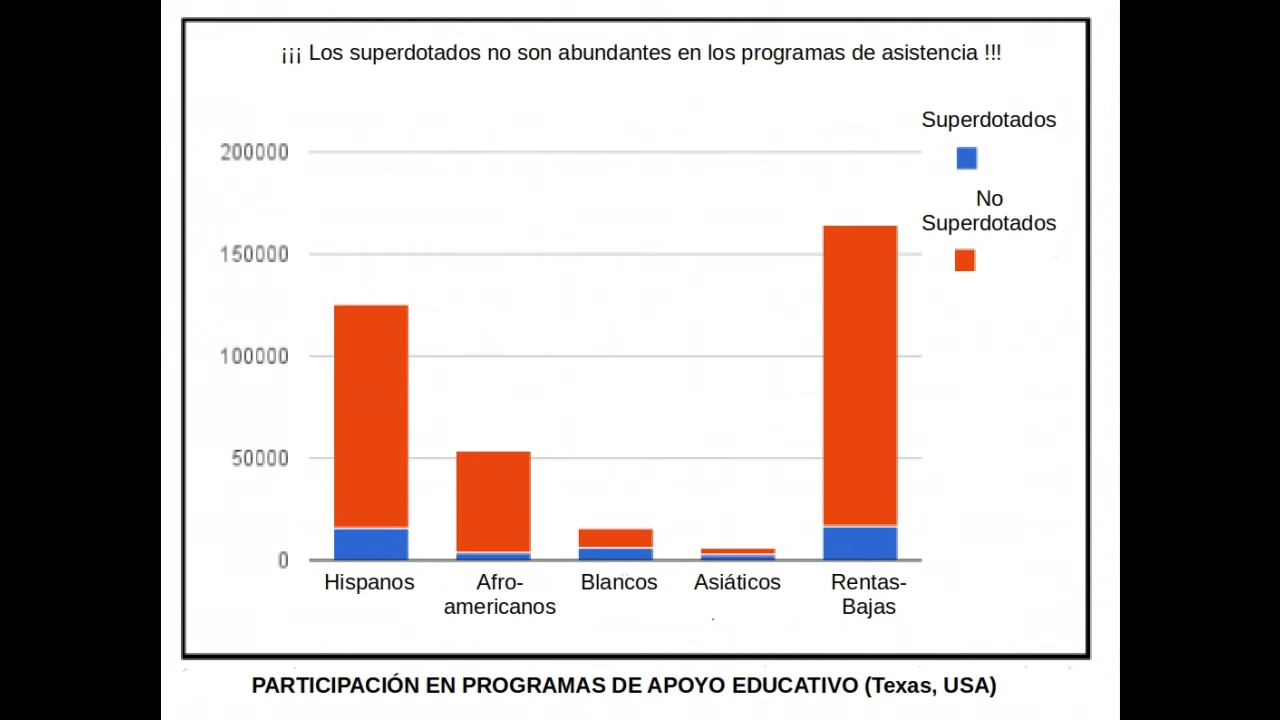 ¡¡¡ Los superdotados no son abundantes en los programas de asistencia !!!
Superdotados
No
Superdotados
200000
150000
100000
50000
0
Hispanos
Afro-
americanos
Blancos
Asiáticos
Rentas-
Bajas
PARTICIPACIÓN EN PROGRAMAS DE APOYO EDUCATIVO (Texas, USA)